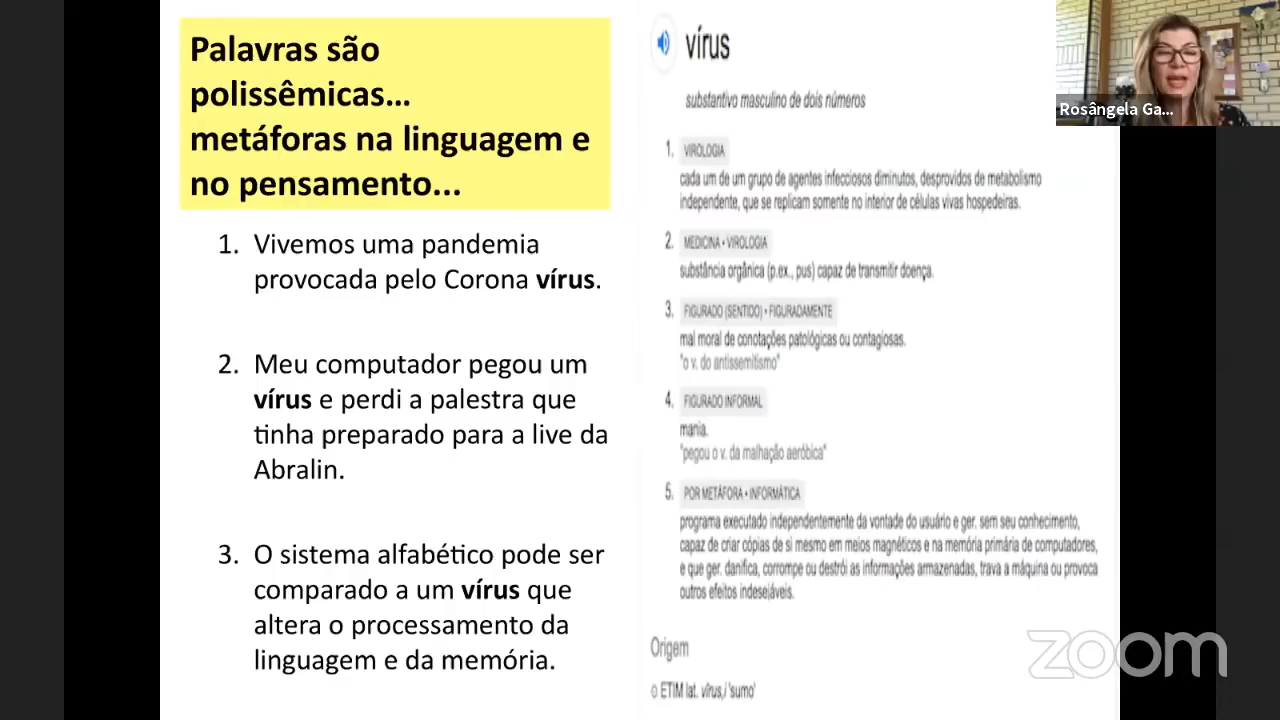 Palavras são
polissêmicas...
metáforas na linguagem e
no pensamento...
1. Vivemos uma pandemia
provocada pelo Corona vírus.
2. Meu computador pegou um
vírus e perdi a palestra que
tinha preparado para a live da
Abralin.
3. O sistema alfabético pode ser
comparado a um vírus que
altera o processamento da
linguagem e da memória.
vírus
substantivo masculino de dois números
1. VIROLOGIA
cada um de um grupo de agentes infecciosos diminutos, desprovidos de metabolismo
independente, que se replicam somente no interior de células vivas hospedeiras.
2. MEDICINA • VIROLOGIA
substância orgânica (p.ex., pus) capaz de transmitir doença.
3. FIGURADO (SENTIDO) • FIGURADAMENTE
mal moral de conotações patológicas ou contagiosas.
"o v. do antissemitismo"
4. FIGURADO INFORMAL
mania.
"pegou o v. da malhação aeróbica"
5. POR METÁFORA • INFORMÁTICA
programa executado independentemente da vontade do usuário e ger. sem seu conhecimento,
capaz de criar cópias de si mesmo em meios magnéticos e na memória primária de computadores,
e que ger. danifica, corrompe ou destrói as informações armazenadas, trava a máquina ou provoca
outros efeitos indesejáveis.
Origem
⊙ ETIM lat. vīrus,i 'sumo'
Rosângela Ga...
zoom